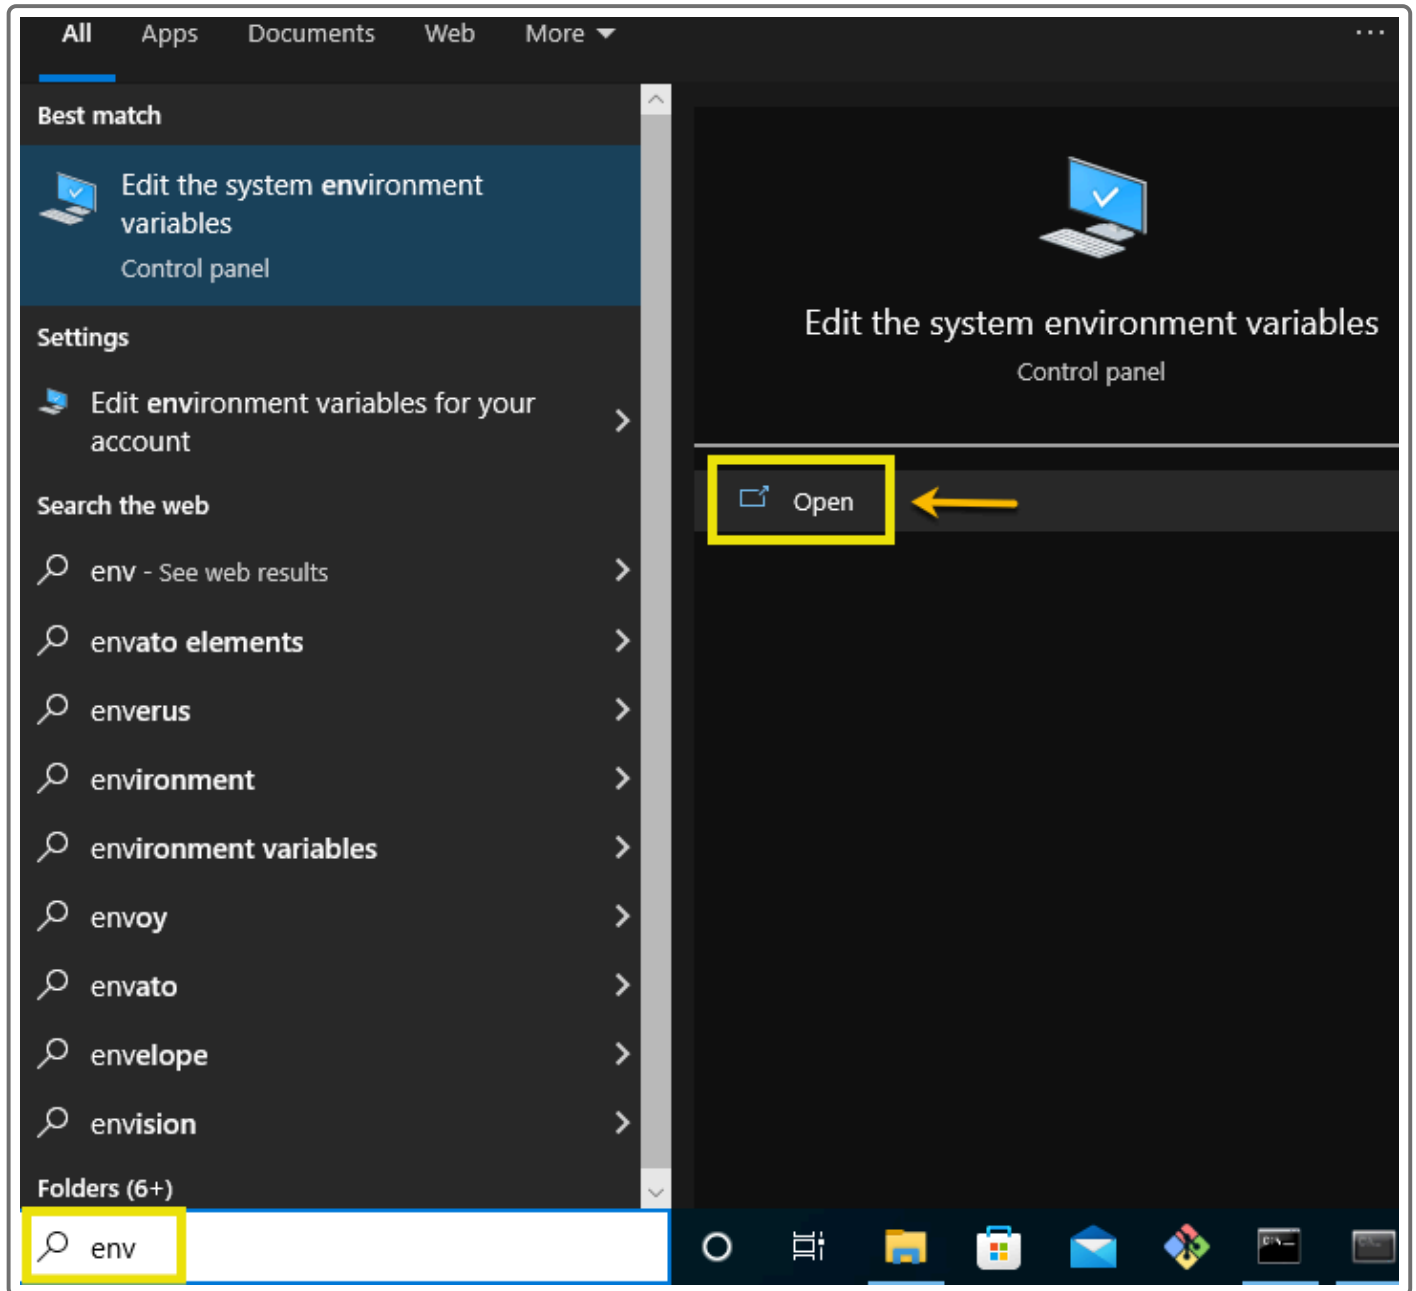 All Apps Documents Web More
Best match
Edit the system environment
variables
Control panel
Settings
Edit environment variables for your
account
Search the web
env - See web results
envato elements
enverus
environment
environment variables
envoy
envato
envelope
envision
Folders (6+)
env
Edit the system environment variables
Control panel
Open